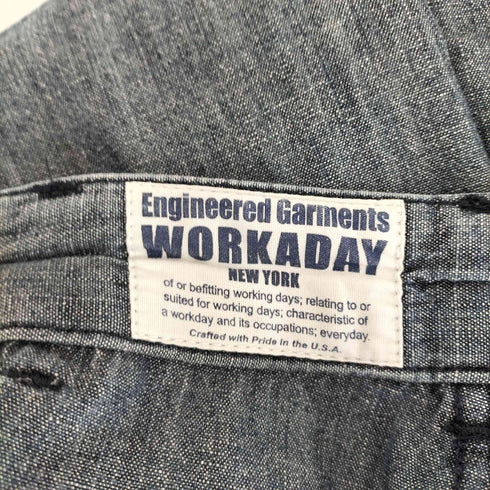 Engineered Garments
WORKADAY
NEW YORK
of or befitting working days; relating to or
suited for working days; characteristic of
a workday and its occupations; everyday.
Crafted with Pride in the U.S.A.